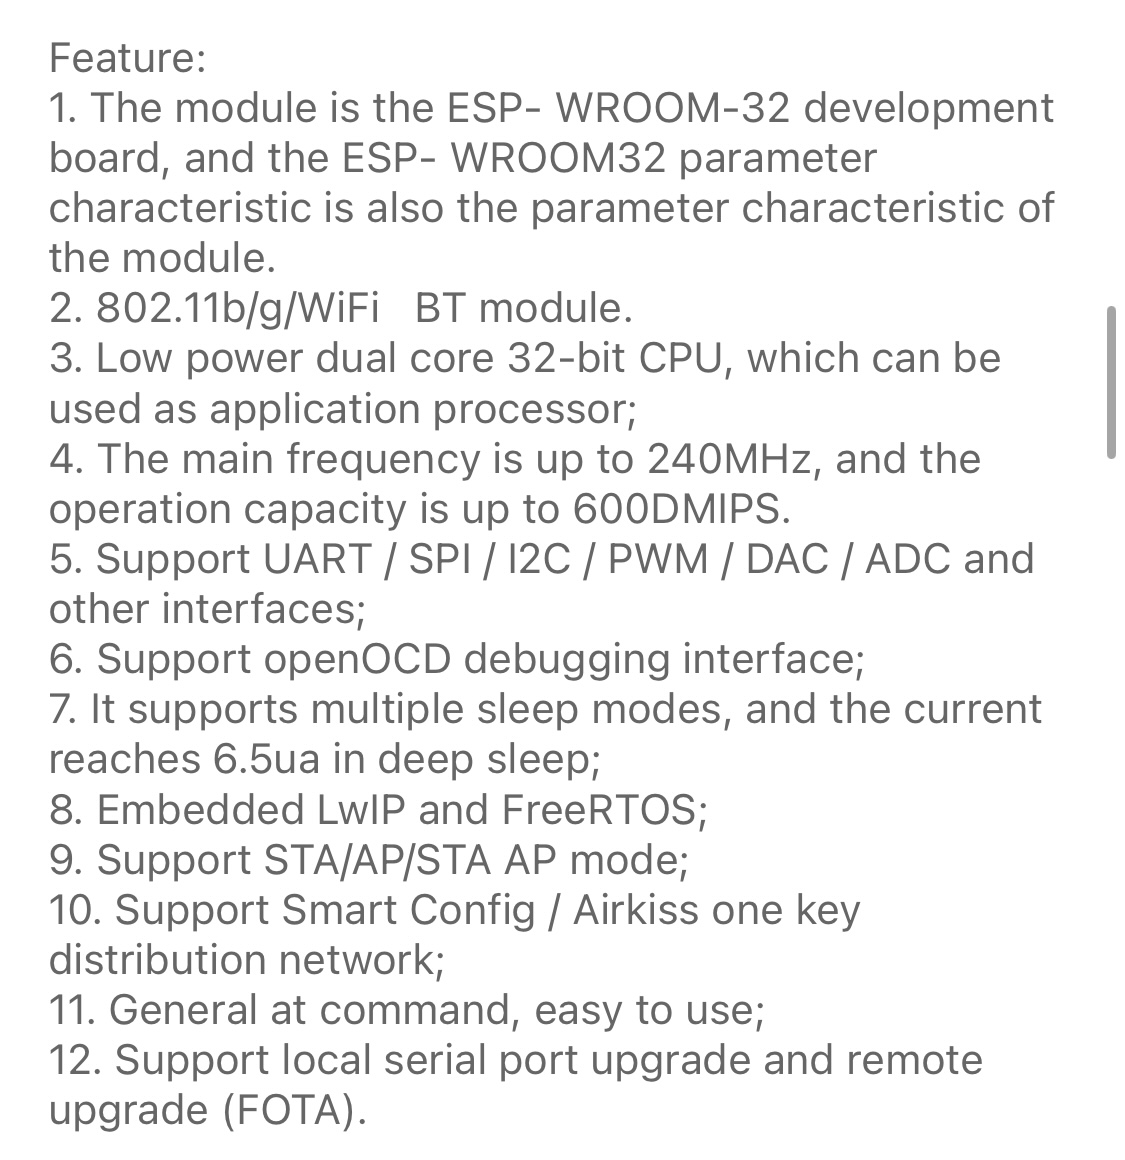 Feature:
1. The module is the ESP- WROOM-32 development
board, and the ESP- WROOM32 parameter
characteristic is also the parameter characteristic of
the module.
2. 802.11b/g/WiFi   BT module.
3. Low power dual core 32-bit CPU, which can be
used as application processor;
4. The main frequency is up to 240MHz, and the
operation capacity is up to 600DMIPS.
5. Support UART / SPI / I2C / PWM / DAC / ADC and
other interfaces;
6. Support openOCD debugging interface;
7. It supports multiple sleep modes, and the current
reaches 6.5ua in deep sleep;
8. Embedded LwIP and FreeRTOS;
9. Support STA/AP/STA AP mode;
10. Support Smart Config / Airkiss one key
distribution network;
11. General at command, easy to use;
12. Support local serial port upgrade and remote
upgrade (FOTA).